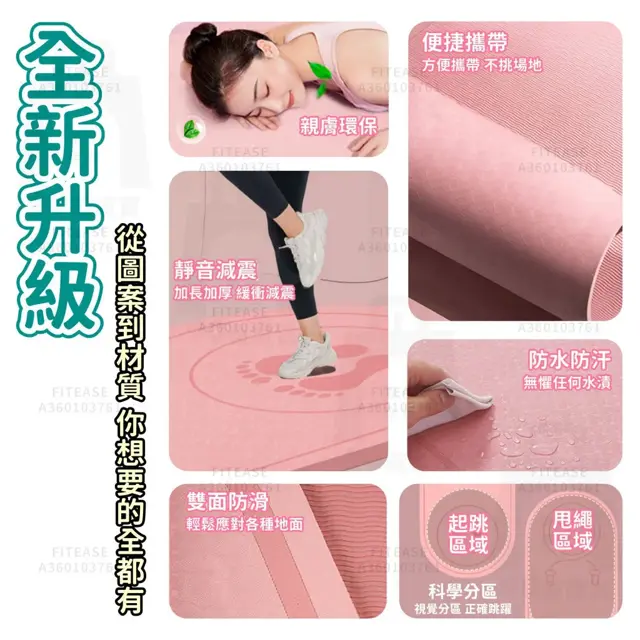 全新升級
從圖案到材質 你想要的全都有
親膚環保
便捷攜帶
方便攜帶 不挑場地
靜音減震
加長加厚 緩衝減震
防水防汗
無懼任何水漬
雙面防滑
輕鬆應對各種地面
起跳
區域
甩繩
區域
科學分區
視覺分區 正確跳躍
FITEASE
A360103761